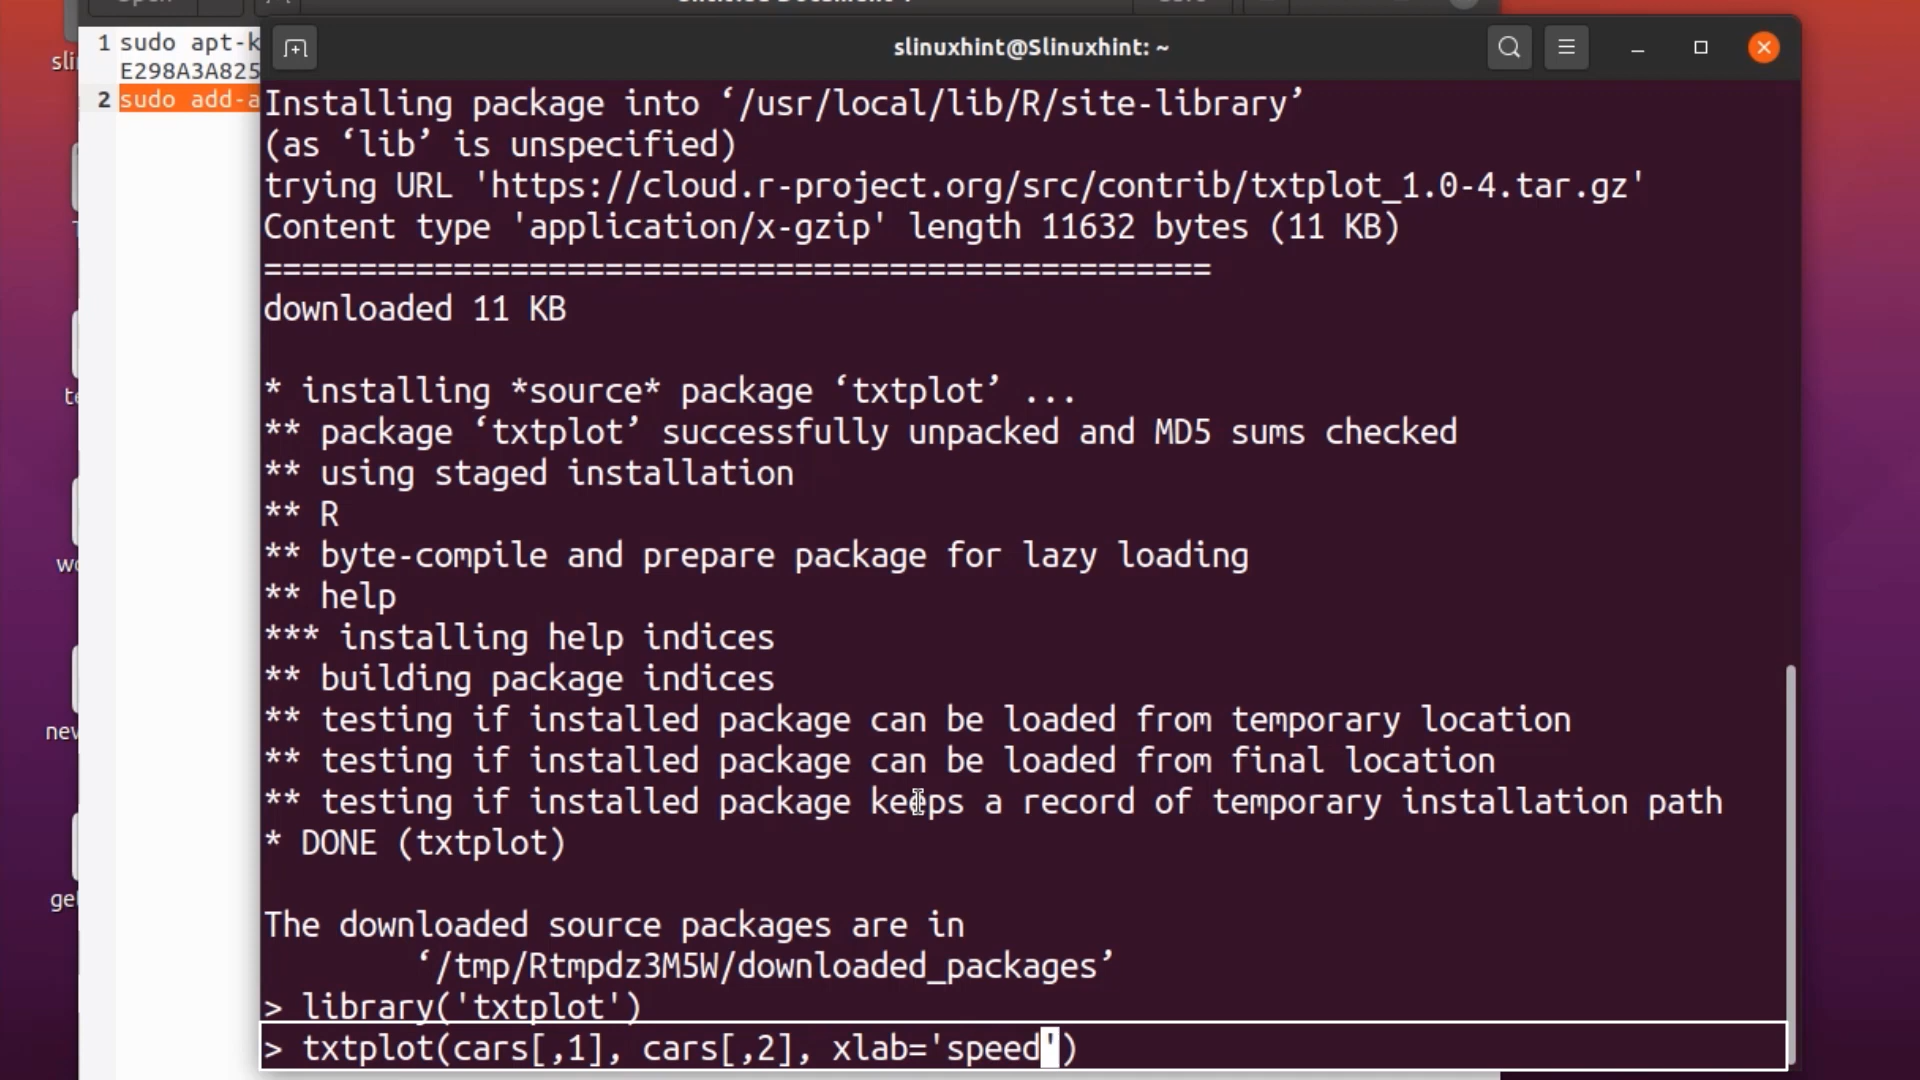 slinuxhint@Slinuxhint: ~
1 sudo apt-k
E298A3A825
2 sudo add-a
Installing package into ‘/usr/local/lib/R/site-library’
(as ‘lib’ is unspecified)
trying URL 'https://cloud.r-project.org/src/contrib/txtplot_1.0-4.tar.gz'
Content type 'application/x-gzip' length 11632 bytes (11 KB)
==================================================
downloaded 11 KB
* installing *source* package ‘txtplot’ ...
** package ‘txtplot’ successfully unpacked and MD5 sums checked
** using staged installation
** R
** byte-compile and prepare package for lazy loading
** help
*** installing help indices
** building package indices
** testing if installed package can be loaded from temporary location
** testing if installed package can be loaded from final location
** testing if installed package keeps a record of temporary installation path
* DONE (txtplot)
The downloaded source packages are in
‘/tmp/Rtmpdz3M5W/downloaded_packages’
> library('txtplot')
> txtplot(cars[,1], cars[,2], xlab='speed')